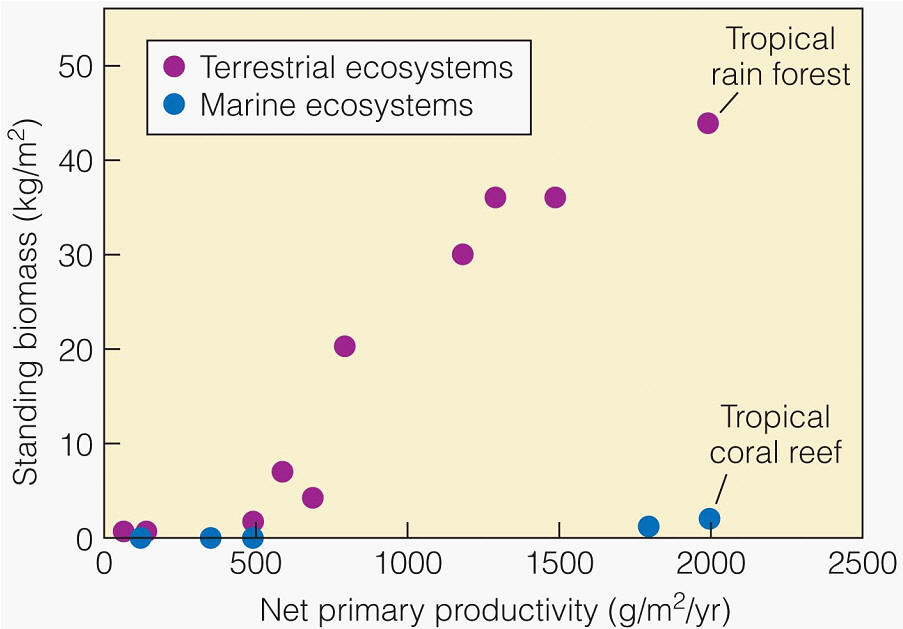 Tropical
rain forest
Terrestrial ecosystems
Marine ecosystems
50
40
30
20
10
0
Standing biomass (kg/m²)
Tropical
coral reef
0 500 1000 1500 2000 2500
Net primary productivity (g/m²/yr)